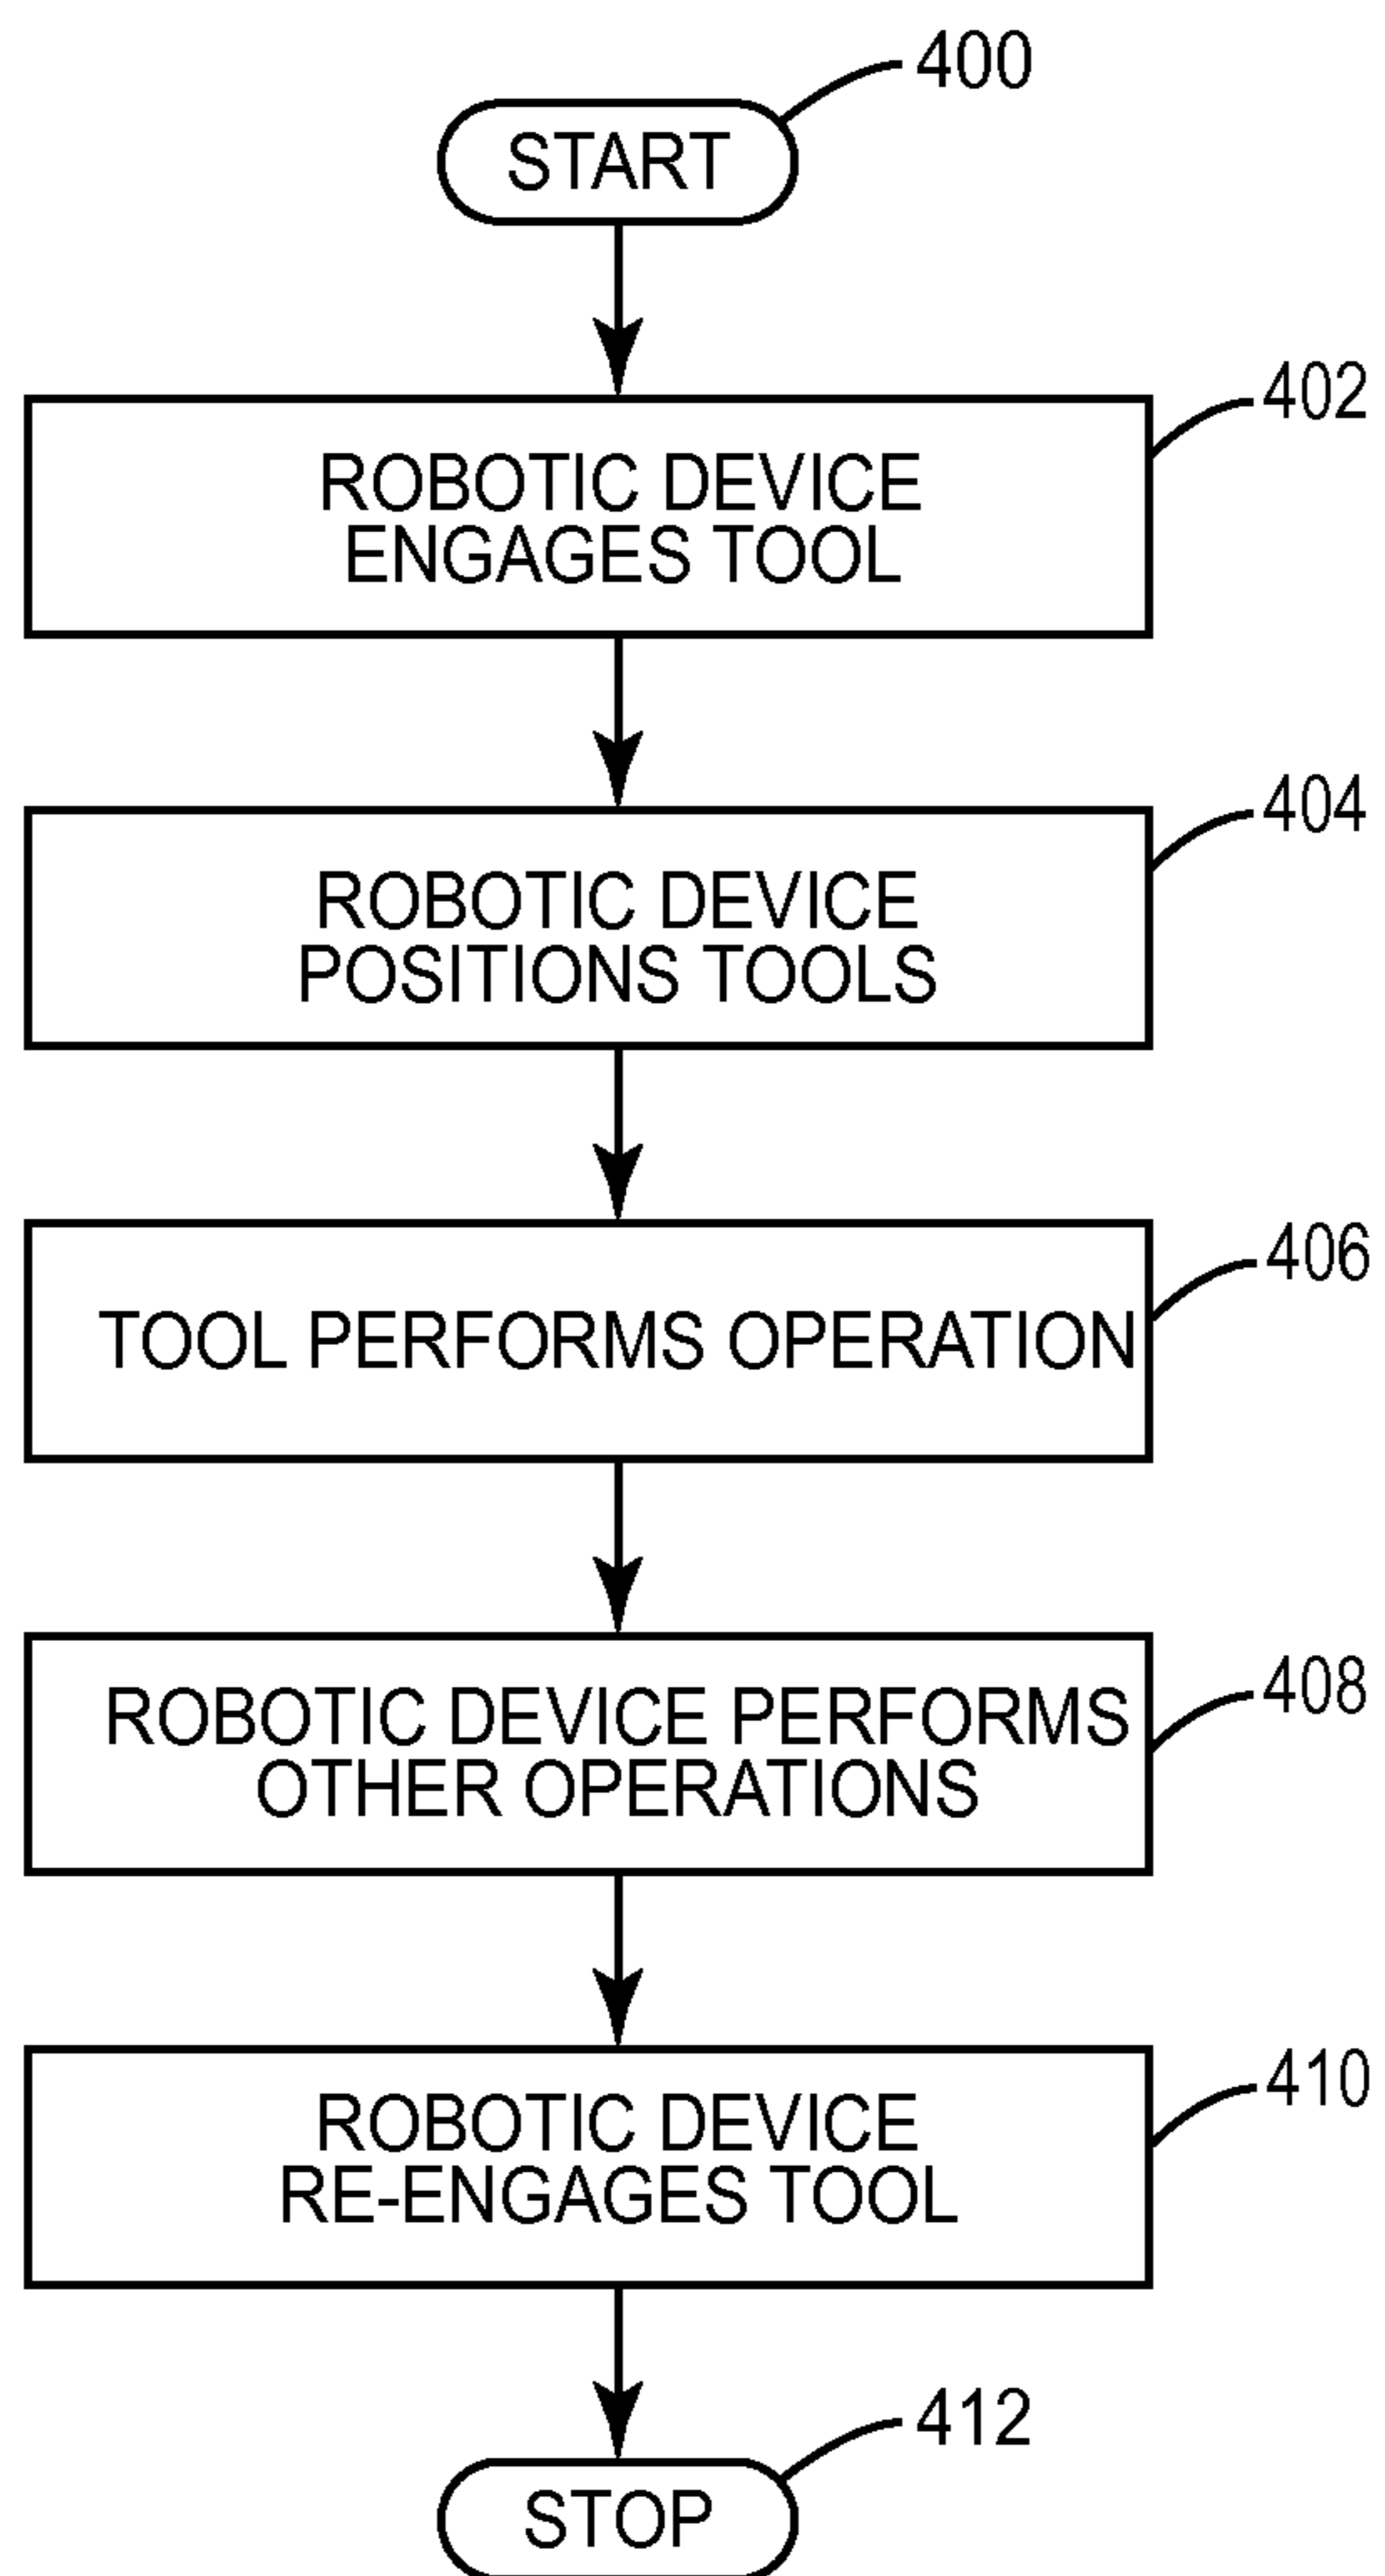 400
START
402
ROBOTIC DEVICE
ENGAGES TOOL
404
ROBOTIC DEVICE
POSITIONS TOOLS
406
TOOL PERFORMS OPERATION
408
ROBOTIC DEVICE PERFORMS
OTHER OPERATIONS
410
ROBOTIC DEVICE
RE-ENGAGES TOOL
412
STOP